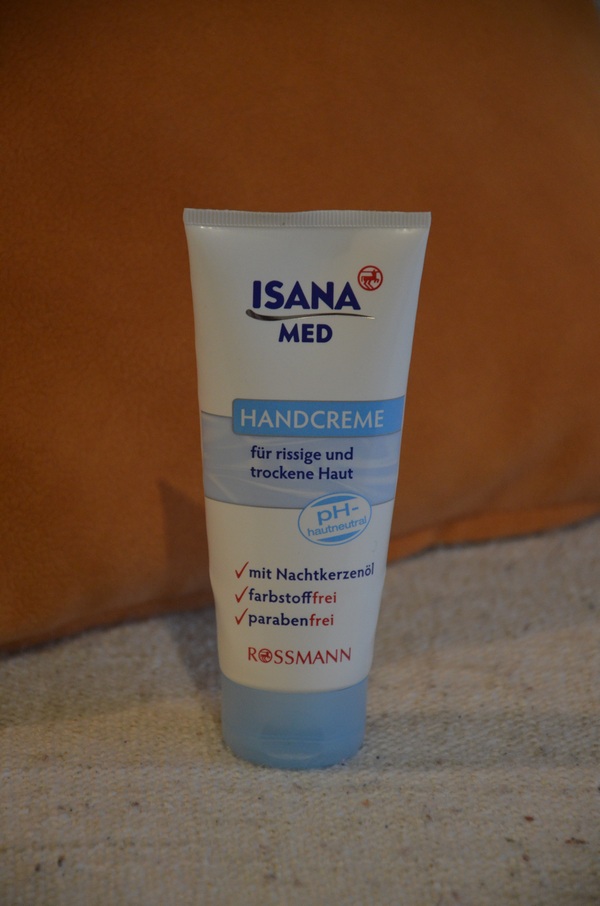 ISANA
MED
HANDCREME
für rissige und
trockene Haut
pH-
hautneutral
mit Nachtkerzenöl
farbstofffrei
parabenfrei
ROSSMANN